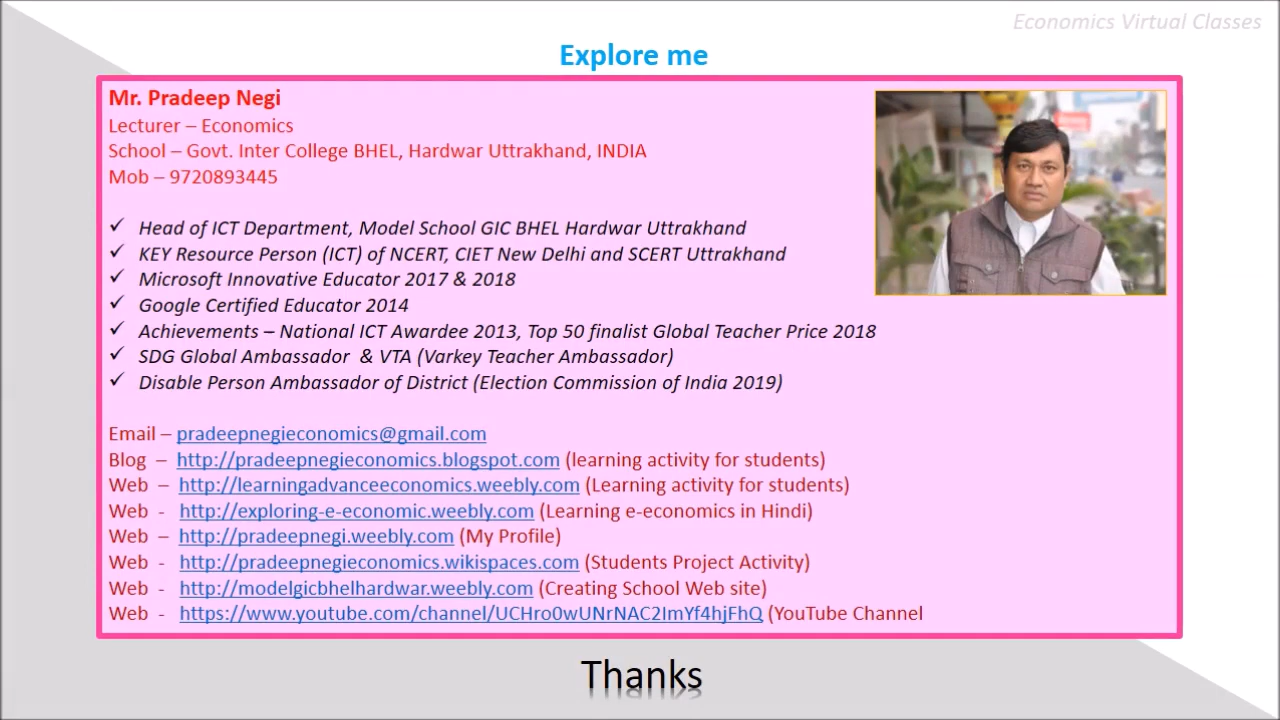 Economics Virtual Classes
Explore me
Mr. Pradeep Negi
Lecturer – Economics
School – Govt. Inter College BHEL, Hardwar Uttrakhand, INDIA
Mob – 9720893445
✓ Head of ICT Department, Model School GIC BHEL Hardwar Uttrakhand
✓ KEY Resource Person (ICT) of NCERT, CIET New Delhi and SCERT Uttrakhand
✓ Microsoft Innovative Educator 2017 & 2018
✓ Google Certified Educator 2014
✓ Achievements – National ICT Awardee 2013, Top 50 finalist Global Teacher Price 2018
✓ SDG Global Ambassador & VTA (Varkey Teacher Ambassador)
✓ Disable Person Ambassador of District (Election Commission of India 2019)
Email – pradeepnegieconomics@gmail.com
Blog – http://pradeepnegieconomics.blogspot.com (learning activity for students)
Web – http://learningadvanceeconomics.weebly.com (Learning activity for students)
Web - http://exploring-e-economic.weebly.com (Learning e-economics in Hindi)
Web – http://pradeepnegi.weebly.com (My Profile)
Web - http://pradeepnegieconomics.wikispaces.com (Students Project Activity)
Web - http://modelgicbhelhardwar.weebly.com (Creating School Web site)
Web - https://www.youtube.com/channel/UCHro0wUNrNAC2ImYf4hjFhQ (YouTube Channel
Thanks